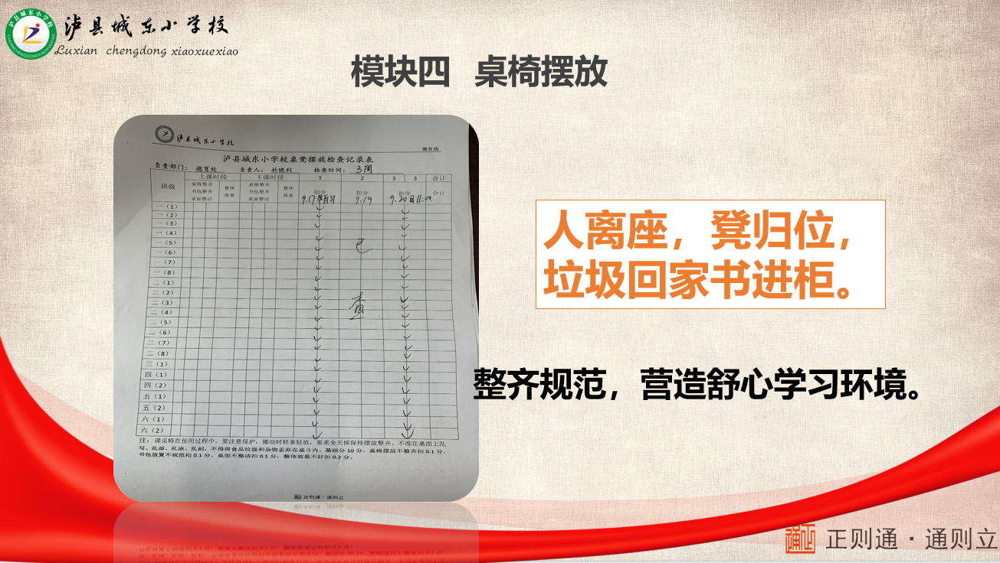 泸县城东小学校
Luxian chengdong xiaoxuexiao
模块四 桌椅摆放
泸县城东小学校
德育处
泸县城东小学校桌凳摆放检查记录表
负责部门： 德育处 负责人： 杜晓利 检查时间： 3周
班级 上课时段 下课时段 1 2 3 3 合计
桌椅整齐 书包整齐 桌面整洁 整体效果 桌椅整齐 书包整齐 桌面整洁 整体效果 扣分 扣分 扣分 合计
9.17 9.19 9.20
一（1）
一（2）
一（3）
一（4）
一（5）
一（6）
一（7）
一（8）
二（1）
二（2）
二（3）
二（4）
二（5）
二（6）
二（7）
二（8）
三（1）
四（1）
四（2）
五（1）
五（2）
六（1）
六（2）
已
查
注：课桌椅在使用过程中，要注意保护，挪动时轻拿轻放，要求全天候保持摆放整齐。不准在桌面上乱
写、乱画、乱涂、乱刻，不得将食品垃圾和杂物丢弃在桌斗内。基础分 10 分，桌椅摆放不整齐扣 0.1 分，
书包放置不规范扣 0.1 分，桌面不整洁扣 0.1 分，整体效果不好扣 0.2 分。
正则通·通则立
人离座，凳归位，
垃圾回家书进柜。
整齐规范，营造舒心学习环境。
正则通·通则立